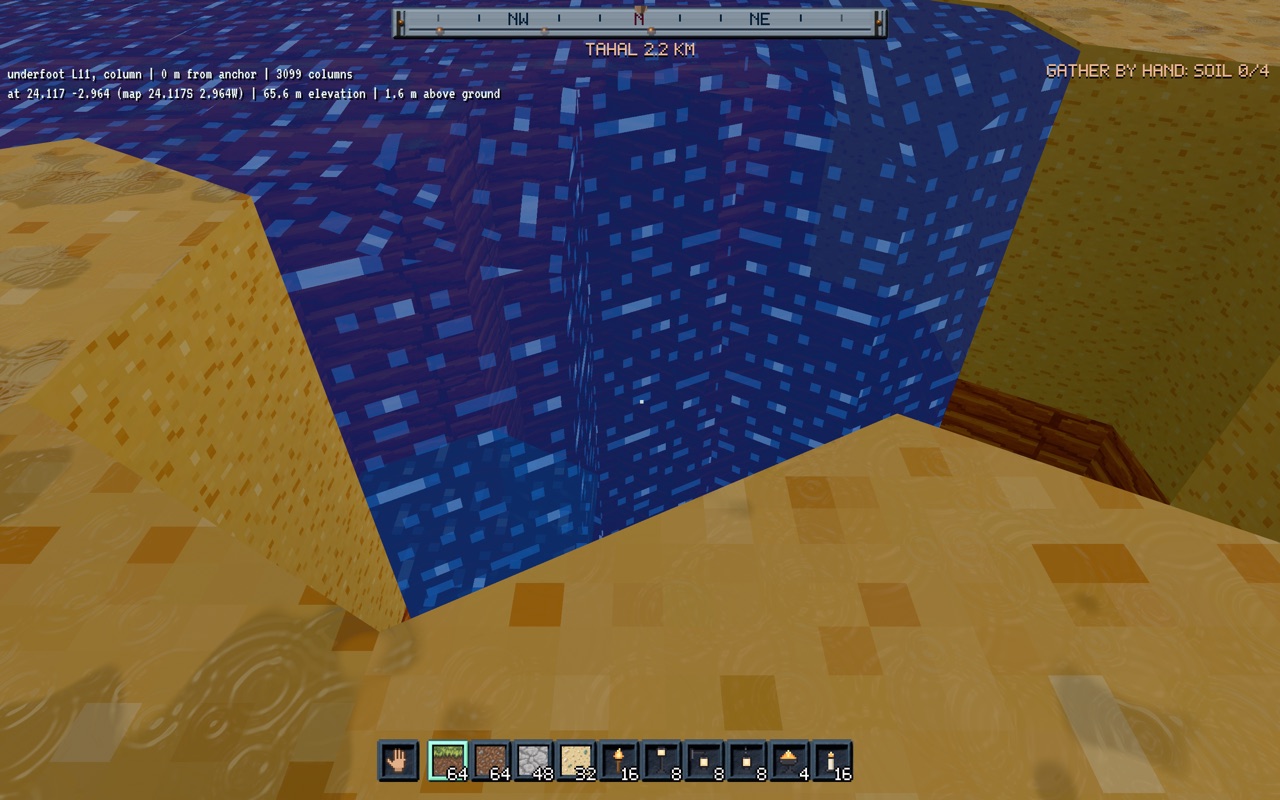 NW N NE
TAHAL 2.2 KM
underfoot L11, column | 0 m from anchor | 3099 columns
GATHER BY HAND: SOIL 0/4
at 24,117 -2,964 (map 24.117S 2.964W) | 65.6 m elevation | 1.6 m above ground
64 64 48 32 16 8 8 8 4 16